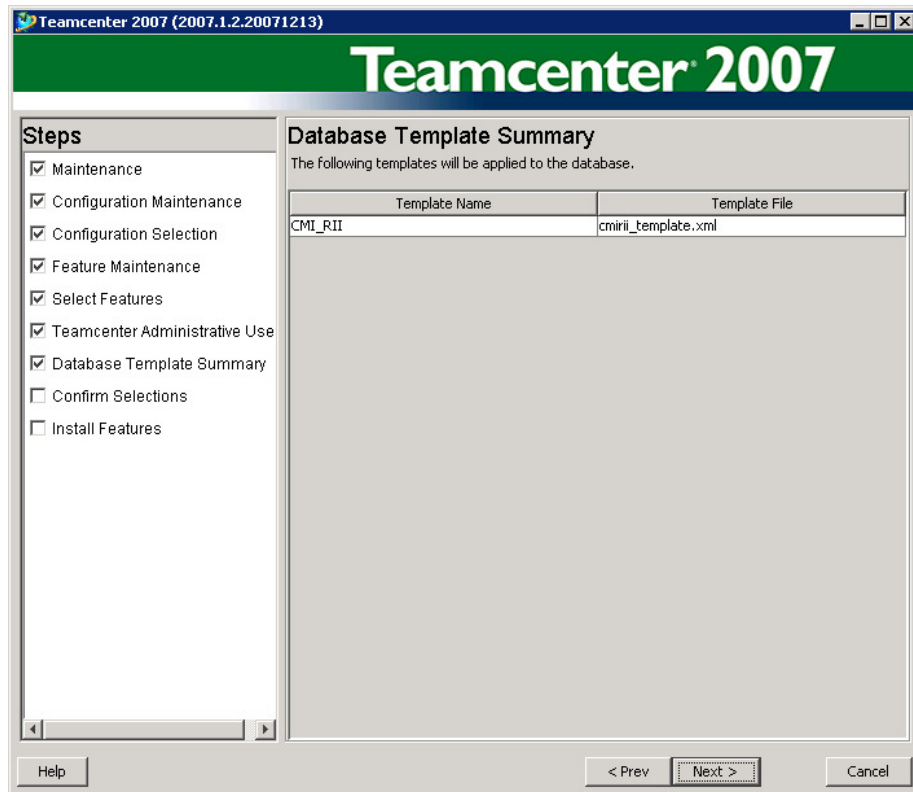 Teamcenter 2007 (2007.1.2.20071213)
Teamcenter 2007
Steps
Maintenance
Configuration Maintenance
Configuration Selection
Feature Maintenance
Select Features
Teamcenter Administrative Use
Database Template Summary
Confirm Selections
Install Features
Database Template Summary
The following templates will be applied to the database.
Template Name Template File
CMI_RII cmirii_template.xml
Help < Prev Next > Cancel